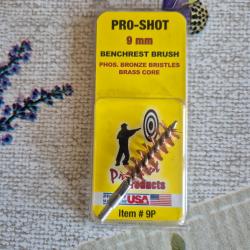 PRO-SHOT
9 mm
BENCHREST BRUSH
PHOS. BRONZE BRISTLES
BRASS CORE
Products
USA
Item # 9P